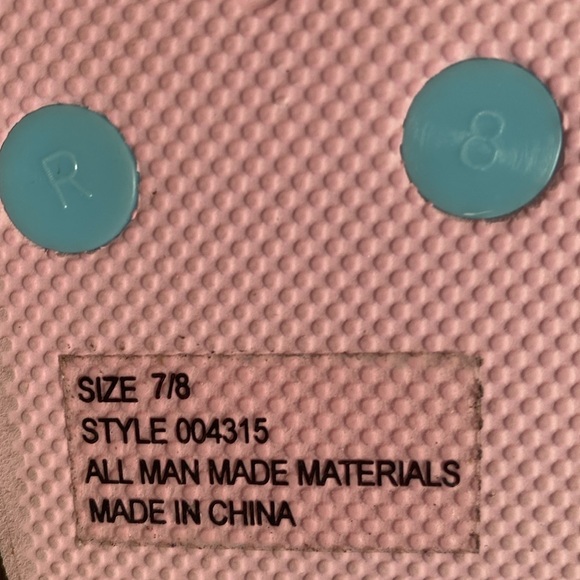 R
8
SIZE 7/8
STYLE 004315
ALL MAN MADE MATERIALS
MADE IN CHINA